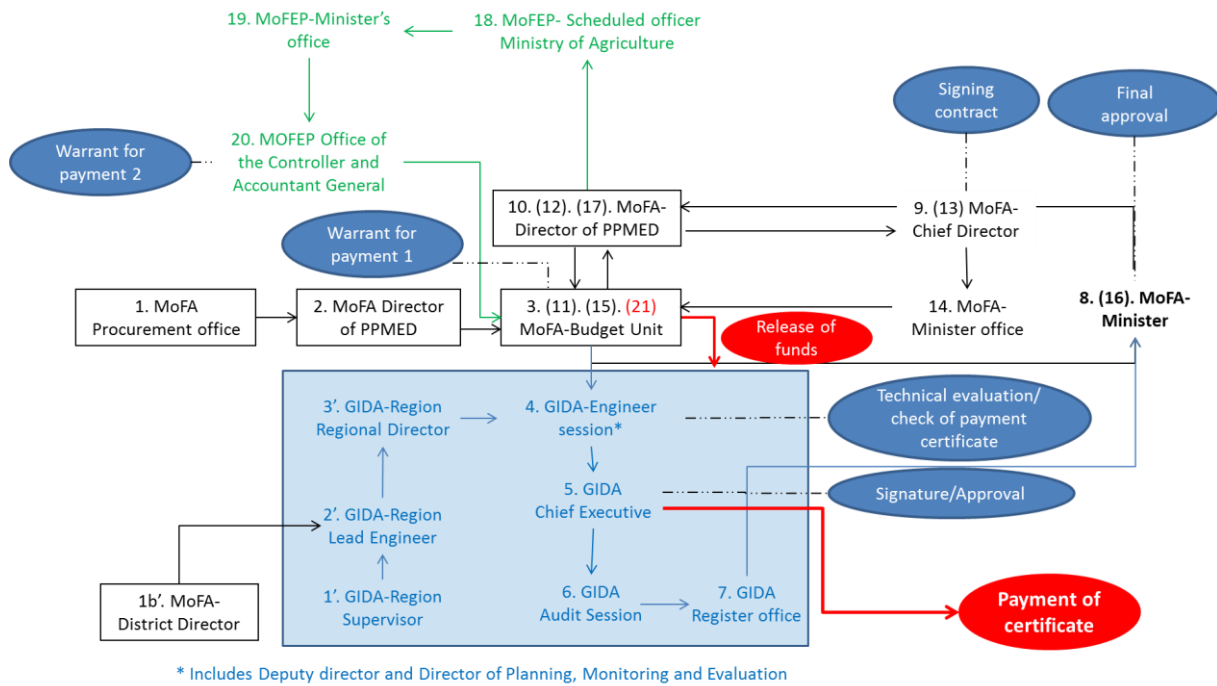 19. MoFEP-Minister's
office
18. MoFEP- Scheduled officer
Ministry of Agriculture
Signing
contract
Final
approval
Warrant for
payment 2
20. MOFEP Office of
the Controller and
Accountant General
10. (12). (17). MoFA-
Director of PPMED
9. (13) MoFA-
Chief Director
Warrant for
payment 1
1. MoFA
Procurement office
2. MoFA Director
of PPMED
3. (11). (15). (21)
MoFA-Budget Unit
Release of
funds
14. MoFA-
Minister office
8. (16). MoFA-
Minister
3'. GIDA-Region
Regional Director
4. GIDA-Engineer
session*
Technical evaluation/
check of payment
certificate
5. GIDA
Chief Executive
Signature/Approval
2'. GIDA-Region
Lead Engineer
1b'. MoFA-
District Director
1'. GIDA-Region
Supervisor
6. GIDA
Audit Session
7. GIDA
Register office
Payment of
certificate
* Includes Deputy director and Director of Planning, Monitoring and Evaluation